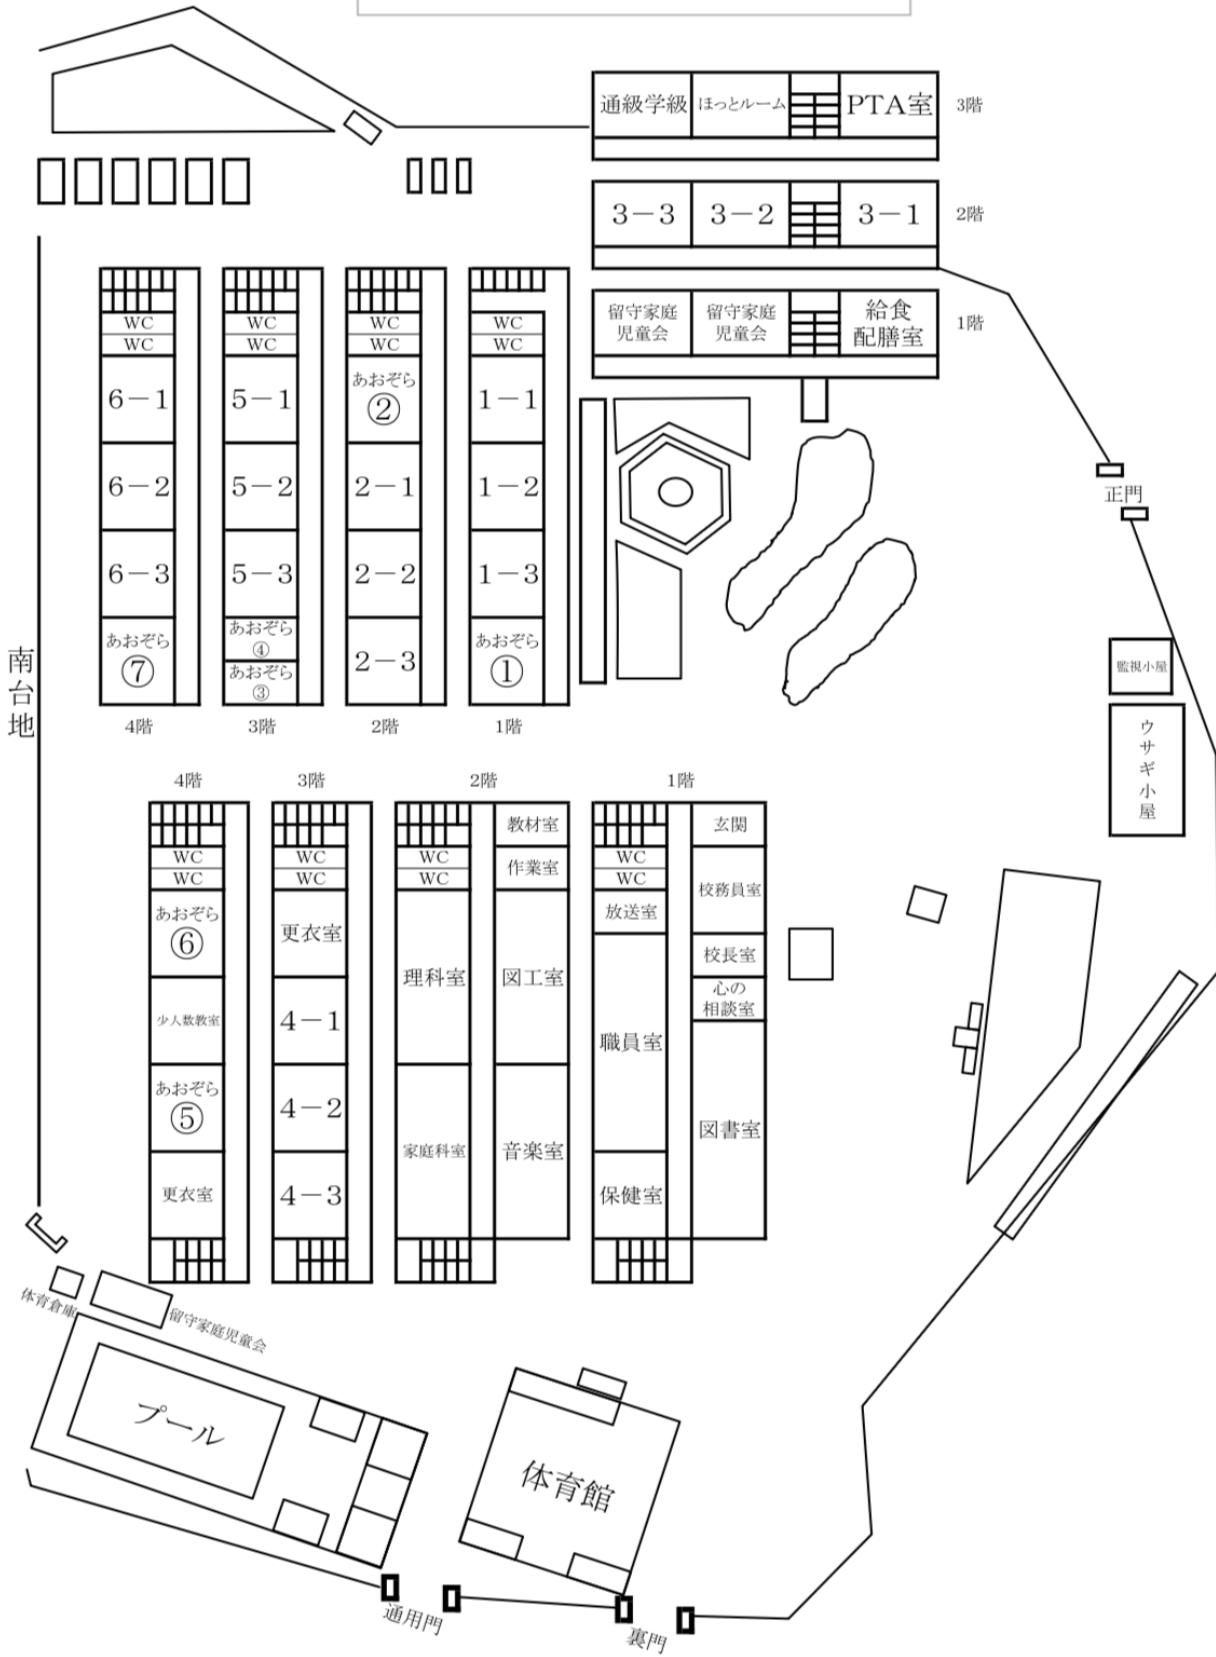 通級学級
ほっとルーム
PTA室
3階
3－3
3－2
3－1
2階
留守家庭
児童会
留守家庭
児童会
給食
配膳室
1階
WC
WC
6－1
6－2
6－3
あおぞら
⑦
4階
WC
WC
5－1
5－2
5－3
あおぞら
④
あおぞら
③
3階
WC
WC
あおぞら
②
2－1
2－2
2－3
2階
WC
WC
1－1
1－2
1－3
あおぞら
①
1階
正門
監視小屋
ウサギ小屋
南台地
4階
WC
WC
あおぞら
⑥
少人数教室
あおぞら
⑤
更衣室
3階
WC
WC
更衣室
4－1
4－2
4－3
2階
WC
WC
理科室
家庭科室
教材室
作業室
図工室
音楽室
1階
WC
WC
放送室
職員室
保健室
玄関
校務員室
校長室
心の
相談室
図書室
体育倉庫
留守家庭児童会
プール
体育館
通用門
裏門